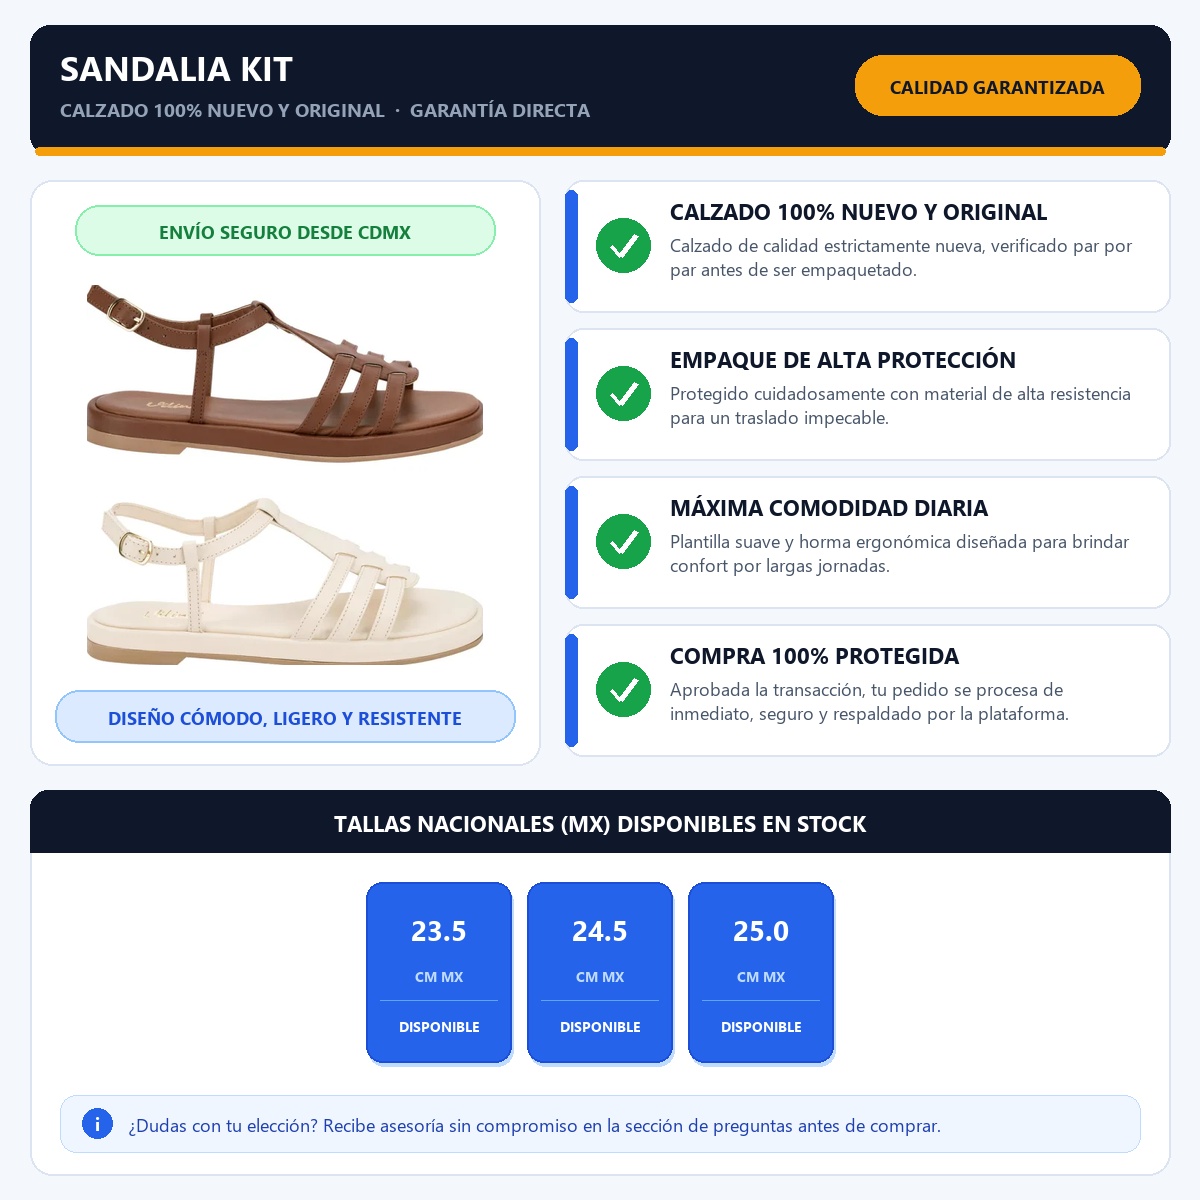 SANDALIA KIT
CALZADO 100% NUEVO Y ORIGINAL · GARANTÍA DIRECTA
CALIDAD GARANTIZADA
ENVÍO SEGURO DESDE CDMX
DISEÑO CÓMODO, LIGERO Y RESISTENTE
CALZADO 100% NUEVO Y ORIGINAL
Calzado de calidad estrictamente nueva, verificado par por
par antes de ser empaquetado.
EMPAQUE DE ALTA PROTECCIÓN
Protegido cuidadosamente con material de alta resistencia
para un traslado impecable.
MÁXIMA COMODIDAD DIARIA
Plantilla suave y horma ergonómica diseñada para brindar
confort por largas jornadas.
COMPRA 100% PROTEGIDA
Aprobada la transacción, tu pedido se procesa de
inmediato, seguro y respaldado por la plataforma.
TALLAS NACIONALES (MX) DISPONIBLES EN STOCK
23.5
CM MX
DISPONIBLE
24.5
CM MX
DISPONIBLE
25.0
CM MX
DISPONIBLE
¿Dudas con tu elección? Recibe asesoría sin compromiso en la sección de preguntas antes de comprar.